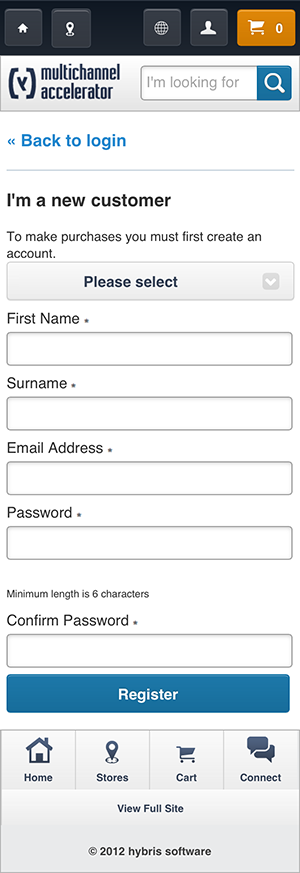 0
(y) multichannel
accelerator
I'm looking for
« Back to login
I'm a new customer
To make purchases you must first create an
account.
Please select
First Name *
Surname *
Email Address *
Password *
Minimum length is 6 characters
Confirm Password *
Register
Home Stores Cart Connect
View Full Site
© 2012 hybris software